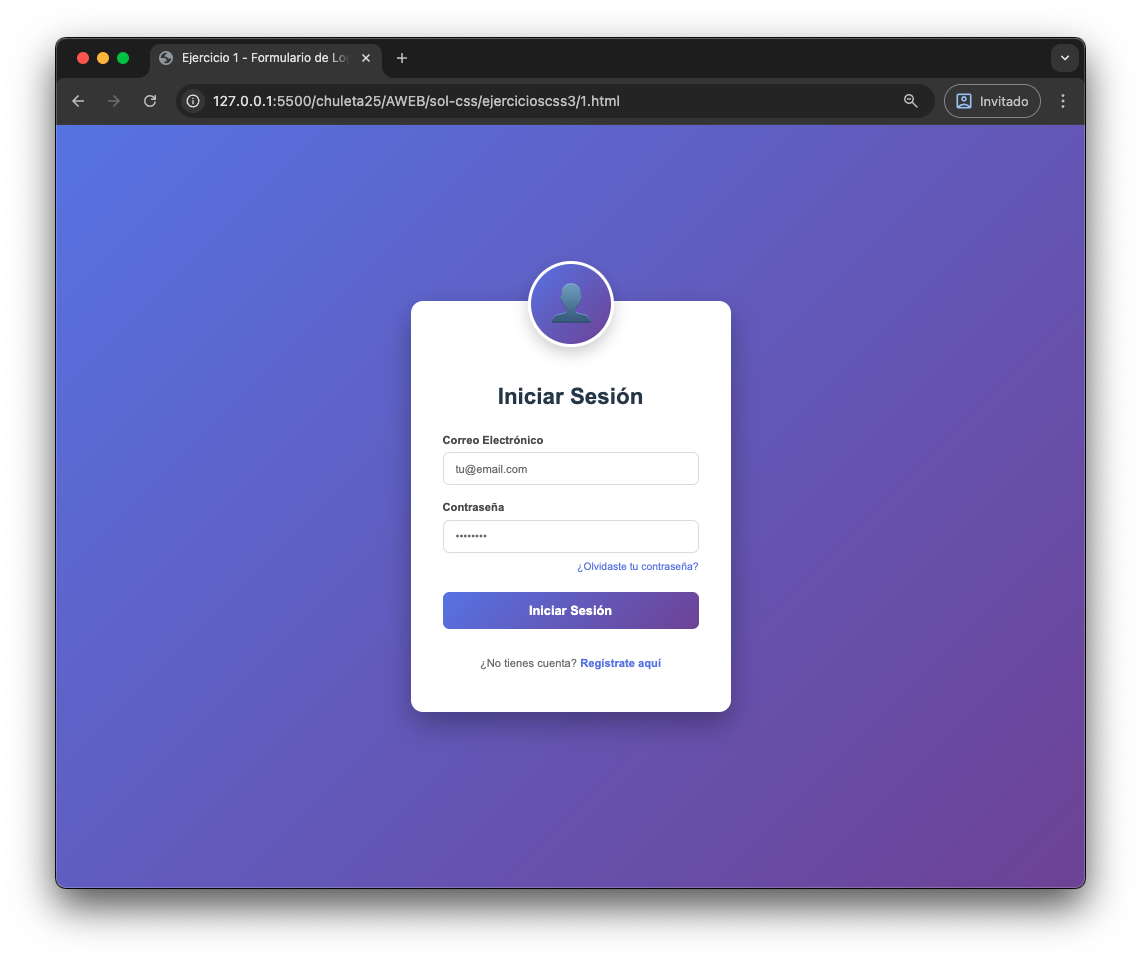 Ejercicio 1 - Formulario de Lo
127.0.0.1:5500/chuleta25/AWEB/sol-css/ejercicioscss3/1.html
Invitado
Iniciar Sesión
Correo Electrónico
tu@email.com
Contraseña
••••••••
¿Olvidaste tu contraseña?
Iniciar Sesión
¿No tienes cuenta? Regístrate aquí